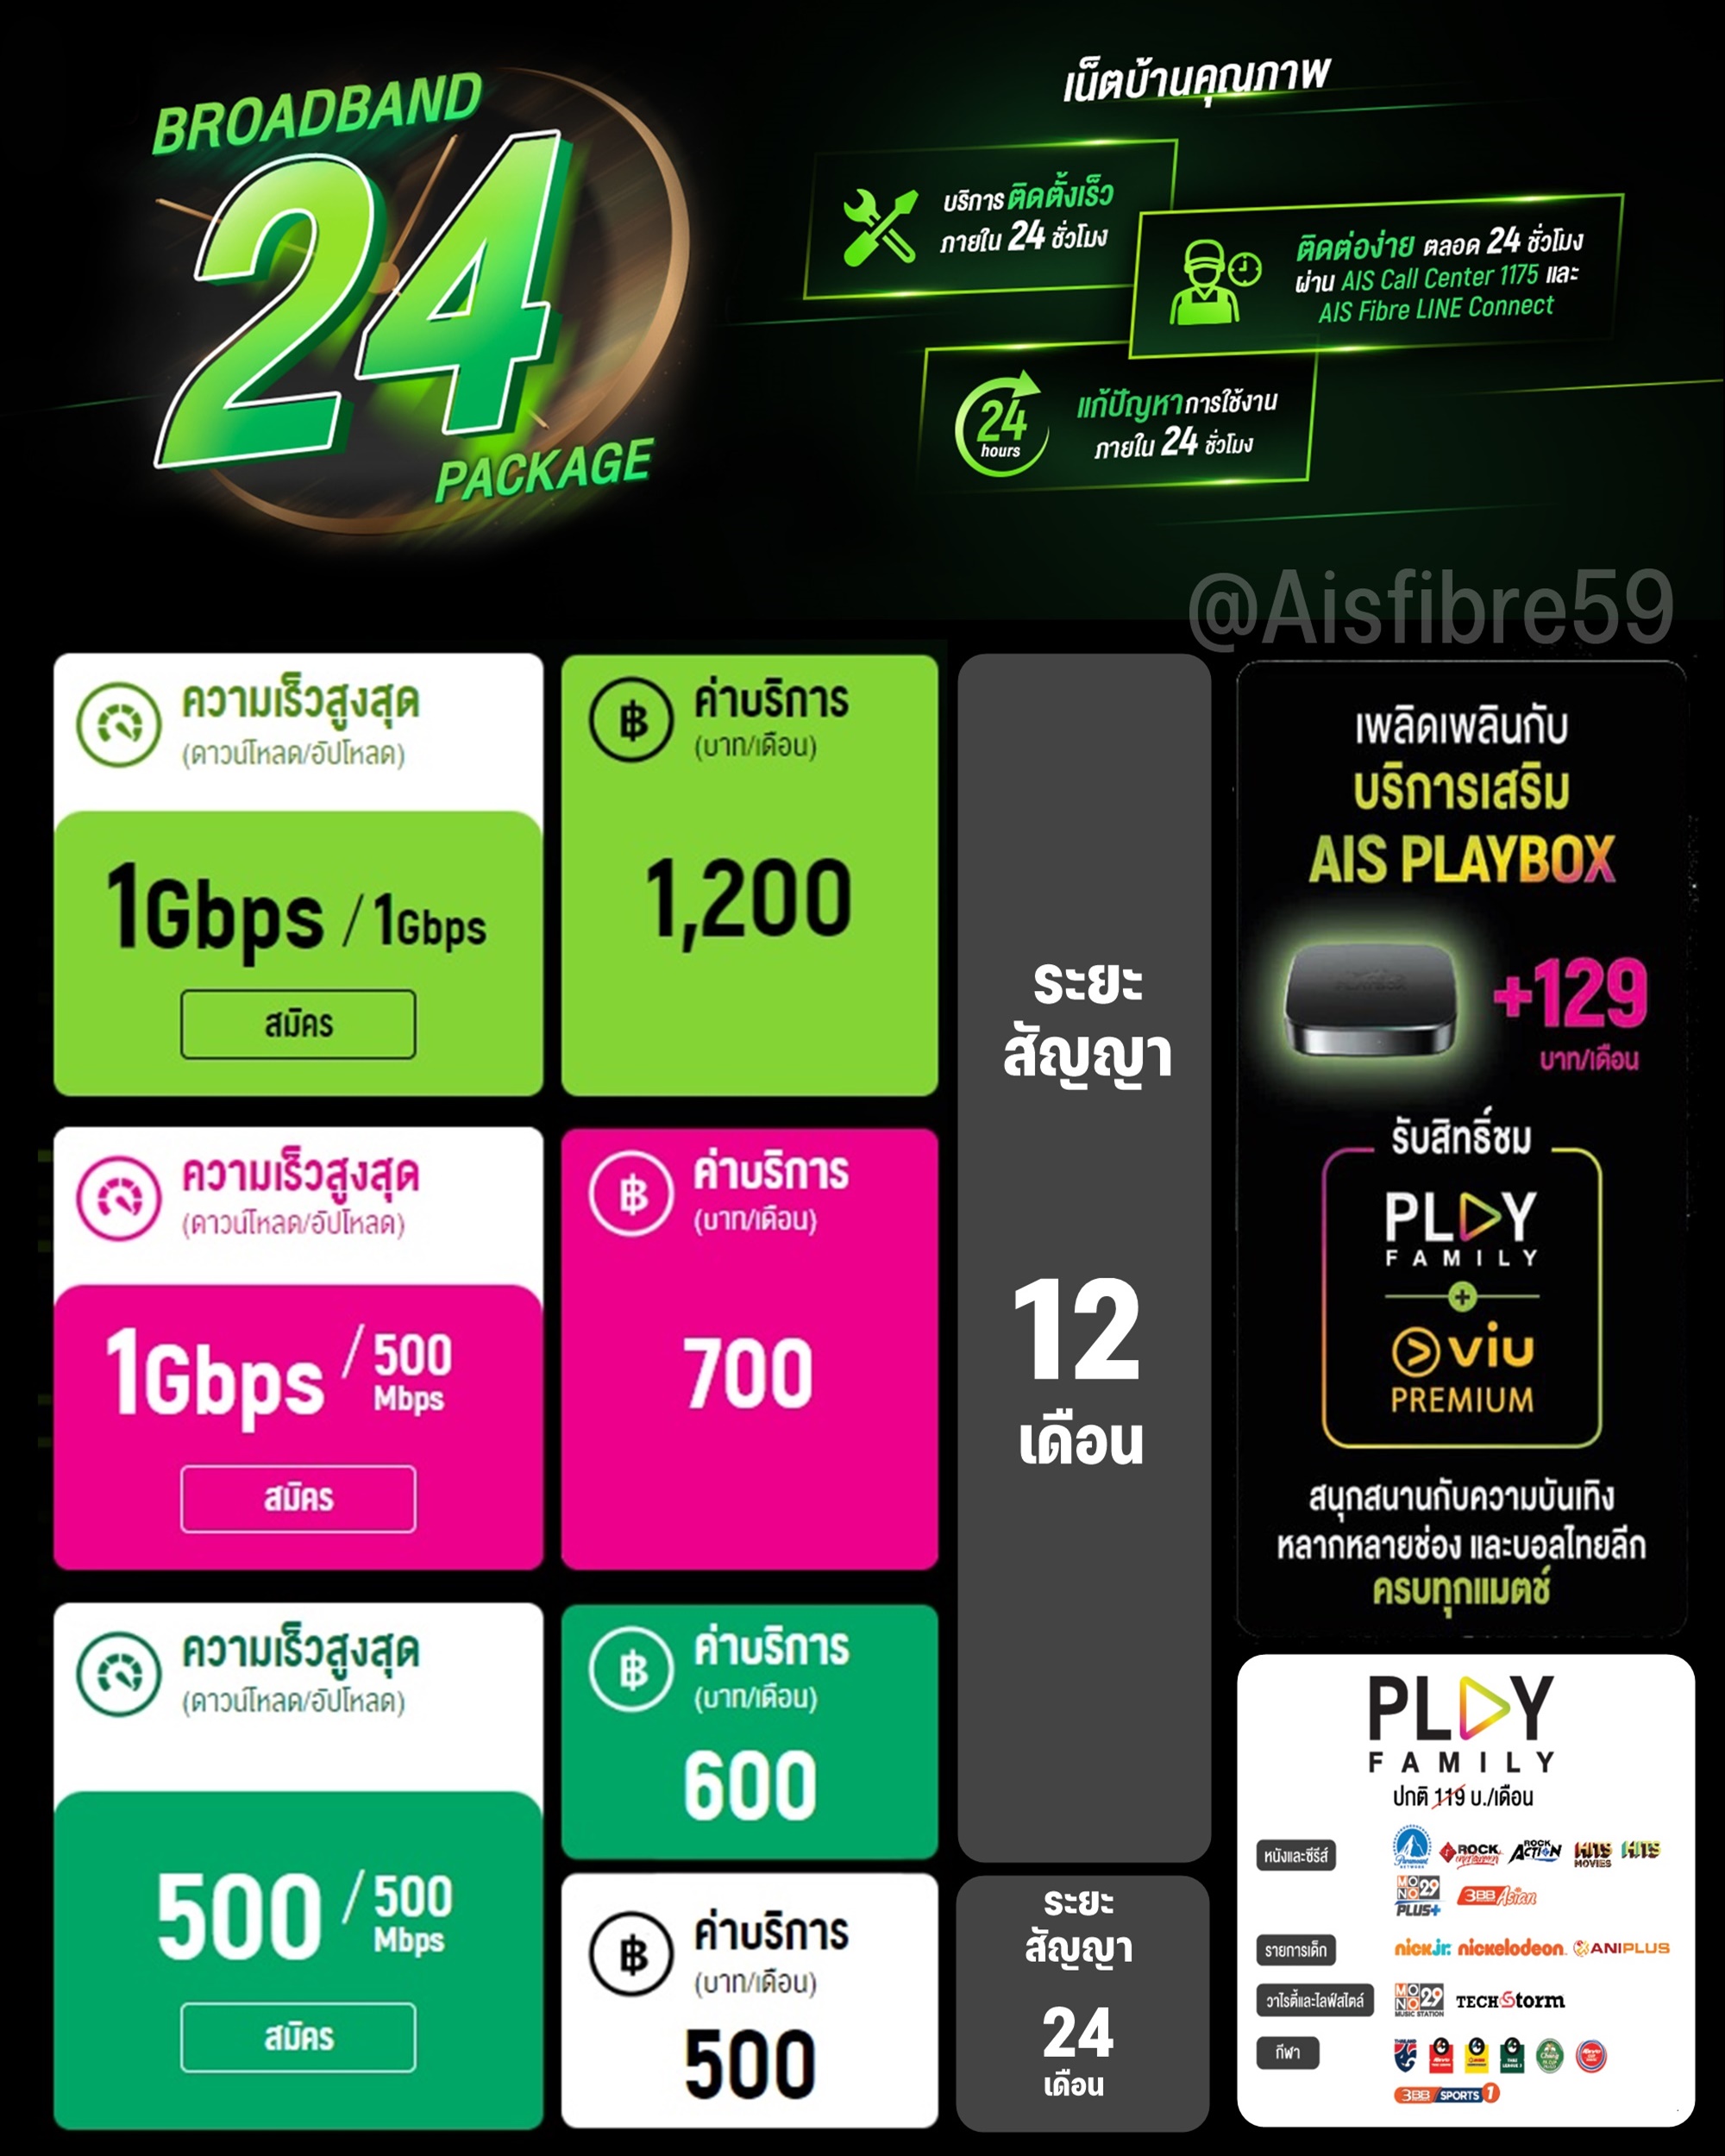 BROADBAND
24
PACKAGE
เน็ตบ้านคุณภาพ
บริการ ติดตั้งเร็ว
ภายใน 24 ชั่วโมง
ติดต่อง่าย ตลอด 24 ชั่วโมง
ผ่าน AIS Call Center 1175 และ
AIS Fibre LINE Connect
24
hours
แก้ปัญหาการใช้งาน
ภายใน 24 ชั่วโมง
@Aisfibre59
ความเร็วสูงสุด
(ดาวน์โหลด/อัปโหลด)
1Gbps / 1Gbps
สมัคร
ค่าบริการ
(บาท/เดือน)
1,200
ความเร็วสูงสุด
(ดาวน์โหลด/อัปโหลด)
1Gbps / 500
Mbps
สมัคร
ค่าบริการ
(บาท/เดือน)
700
ความเร็วสูงสุด
(ดาวน์โหลด/อัปโหลด)
500 / 500
Mbps
สมัคร
ค่าบริการ
(บาท/เดือน)
600
ค่าบริการ
(บาท/เดือน)
500
ระยะ
สัญญา
12
เดือน
ระยะ
สัญญา
24
เดือน
เพลิดเพลินกับ
บริการเสริม
AIS PLAYBOX
+129
บาท/เดือน
รับสิทธิ์ชม
PLAY
FAMILY
+
viu
PREMIUM
สนุกสนานกับความบันเทิง
หลากหลายช่อง และบอลไทยลีก
ครบทุกแมตช์
PLAY
FAMILY
ปกติ 119 บ./เดือน
หนังและซีรีส์
Paramount NETWORK ROCK ROCK ACTION HITS MOVIES HITS
MONO29 PLUS+ 3BB Asian
รายการเด็ก
nick jr. nickelodeon ANIPLUS
วาไรตี้และไลฟ์สไตล์
MONO29 MUSIC STATION TECH Storm
กีฬา
3BB SPORTS 1